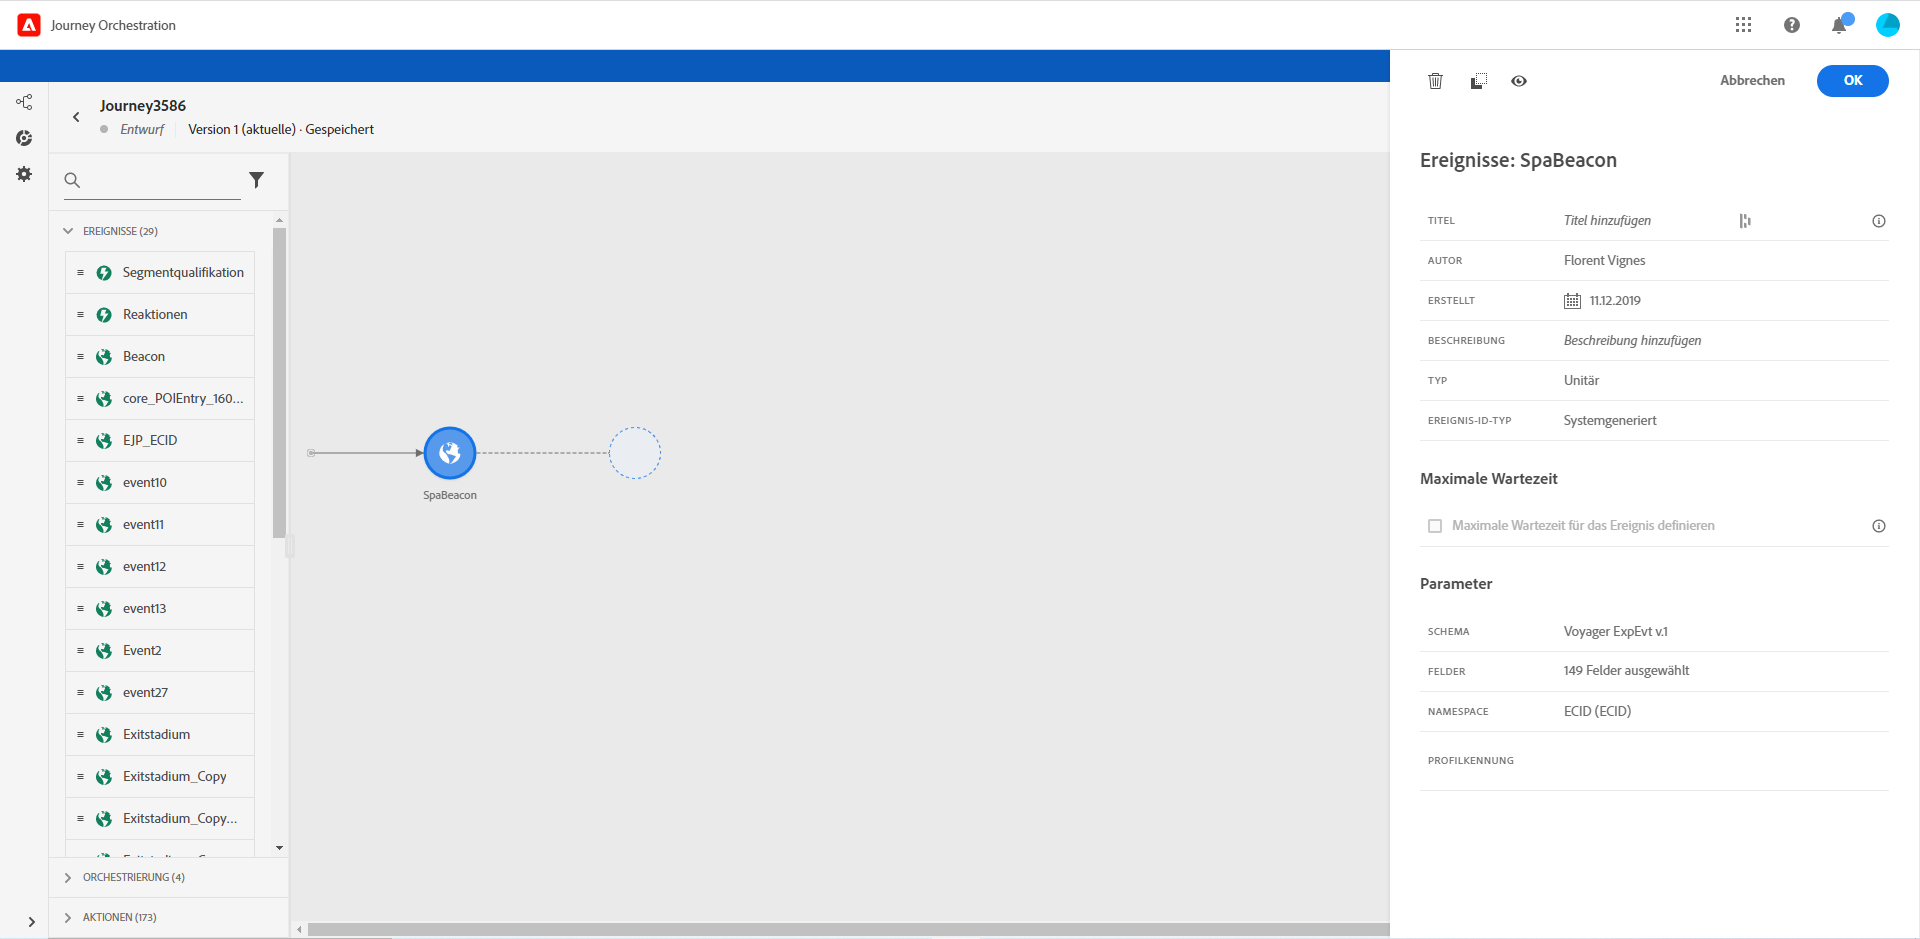 Journey Orchestration
Journey3586
Entwurf
Version 1 (aktuelle) · Gespeichert
EREIGNISSE (29)
Segmentqualifikation
Reaktionen
Beacon
core_POIEntry_160...
EJP_ECID
event10
event11
event12
event13
Event2
event27
Exitstadium
Exitstadium_Copy
Exitstadium_Copy...
ORCHESTRIERUNG (4)
AKTIONEN (173)
SpaBeacon
Abbrechen
OK
Ereignisse: SpaBeacon
TITEL Titel hinzufügen
AUTOR Florent Vignes
ERSTELLT 11.12.2019
BESCHREIBUNG Beschreibung hinzufügen
TYP Unitär
EREIGNIS-ID-TYP Systemgeneriert
Maximale Wartezeit
Maximale Wartezeit für das Ereignis definieren
Parameter
SCHEMA Voyager ExpEvt v.1
FELDER 149 Felder ausgewählt
NAMESPACE ECID (ECID)
PROFILKENNUNG